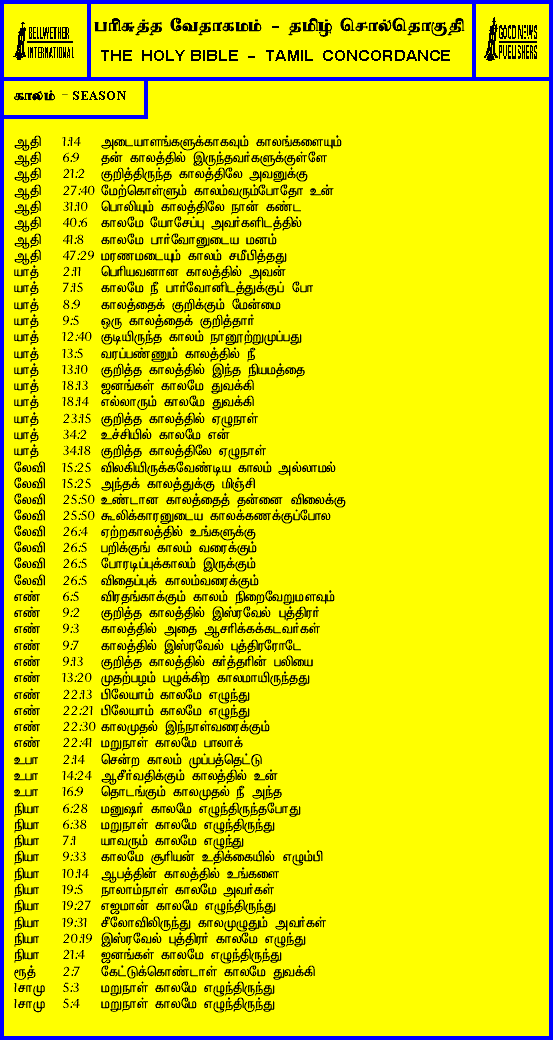 BELLWETHER
INTERNATIONAL
பரிசுத்த வேதாகமம் - தமிழ் சொல்தொகுதி
THE HOLY BIBLE - TAMIL CONCORDANCE
GOOD NEWS
PUBLISHERS
காலம் - SEASON
ஆதி 1:14 அடையாளங்களுக்காகவும் காலங்களையும்
ஆதி 6:9 தன் காலத்தில் இருந்தவர்களுக்குள்ளே
ஆதி 21:2 குறித்திருந்த காலத்திலே அவனுக்கு
ஆதி 27:40 மேற்கொள்ளும் காலம்வரும்போதோ உன்
ஆதி 31:10 பொலியும் காலத்திலே நான் கண்ட
ஆதி 40:6 காலமே யோசேப்பு அவர்களிடத்தில்
ஆதி 41:8 காலமே பார்வோனுடைய மனம்
ஆதி 47:29 மரணமடையும் காலம் சமீபித்தது
யாத் 2:11 பெரியவனான காலத்தில் அவன்
யாத் 7:15 காலமே நீ பார்வோனிடத்துக்குப் போ
யாத் 8:9 காலத்தைக் குறிக்கும் மேன்மை
யாத் 9:5 ஒரு காலத்தைக் குறித்தார்
யாத் 12:40 குடியிருந்த காலம் நானூற்றுமுப்பது
யாத் 13:5 வரப்பண்ணும் காலத்தில் நீ
யாத் 13:10 குறித்த காலத்தில் இந்த நியமத்தை
யாத் 18:13 ஜனங்கள் காலமே துவக்கி
யாத் 18:14 எல்லாரும் காலமே துவக்கி
யாத் 23:15 குறித்த காலத்தில் ஏழுநாள்
யாத் 34:2 உச்சியில் காலமே என்
யாத் 34:18 குறித்த காலத்திலே ஏழுநாள்
லேவி 15:25 விலகியிருக்கவேண்டிய காலம் அல்லாமல்
லேவி 15:25 அந்தக் காலத்துக்கு மிஞ்சி
லேவி 25:50 உண்டான காலத்தைத் தன்னை விலைக்கு
லேவி 25:50 கூலிக்காரனுடைய காலக்கணக்குப்போல
லேவி 26:4 ஏற்றகாலத்தில் உங்களுக்கு
லேவி 26:5 பறிக்குங் காலம் வரைக்கும்
லேவி 26:5 போரடிப்புக்காலம் இருக்கும்
லேவி 26:5 விதைப்புக் காலம்வரைக்கும்
எண் 6:5 விரதங்காக்கும் காலம் நிறைவேறுமளவும்
எண் 9:2 குறித்த காலத்தில் இஸ்ரவேல் புத்திரர்
எண் 9:3 காலத்தில் அதை ஆசரிக்கக்கடவர்கள்
எண் 9:7 காலத்தில் இஸ்ரவேல் புத்திரரோடே
எண் 9:13 குறித்த காலத்தில் கர்த்தரின் பலியை
எண் 13:20 முதற்பழம் பழுக்கிற காலமாயிருந்தது
எண் 22:13 பிலேயாம் காலமே எழுந்து
எண் 22:21 பிலேயாம் காலமே எழுந்து
எண் 22:30 காலமுதல் இந்நாள்வரைக்கும்
எண் 22:41 மறுநாள் காலமே பாலாக்
உபா 2:14 சென்ற காலம் முப்பத்தெட்டு
உபா 14:24 ஆசீர்வதிக்கும் காலத்தில் உன்
உபா 16:9 தொடங்கும் காலமுதல் நீ அந்த
நியா 6:28 மனுஷர் காலமே எழுந்திருந்தபோது
நியா 6:38 மறுநாள் காலமே எழுந்திருந்து
நியா 7:1 யாவரும் காலமே எழுந்து
நியா 9:33 காலமே சூரியன் உதிக்கையில் எழும்பி
நியா 10:14 ஆபத்தின் காலத்தில் உங்களை
நியா 19:5 நாலாம்நாள் காலமே அவர்கள்
நியா 19:27 எஜமான் காலமே எழுந்திருந்து
நியா 19:31 சீலோவிலிருந்து காலமுழுதும் அவர்கள்
நியா 20:19 இஸ்ரவேல் புத்திரர் காலமே எழுந்து
நியா 21:4 ஜனங்கள் காலமே எழுந்திருந்து
ரூத் 2:7 கேட்டுக்கொண்டாள் காலமே துவக்கி
1சாமு 5:3 மறுநாள் காலமே எழுந்திருந்து
1சாமு 5:4 மறுநாள் காலமே எழுந்திருந்து